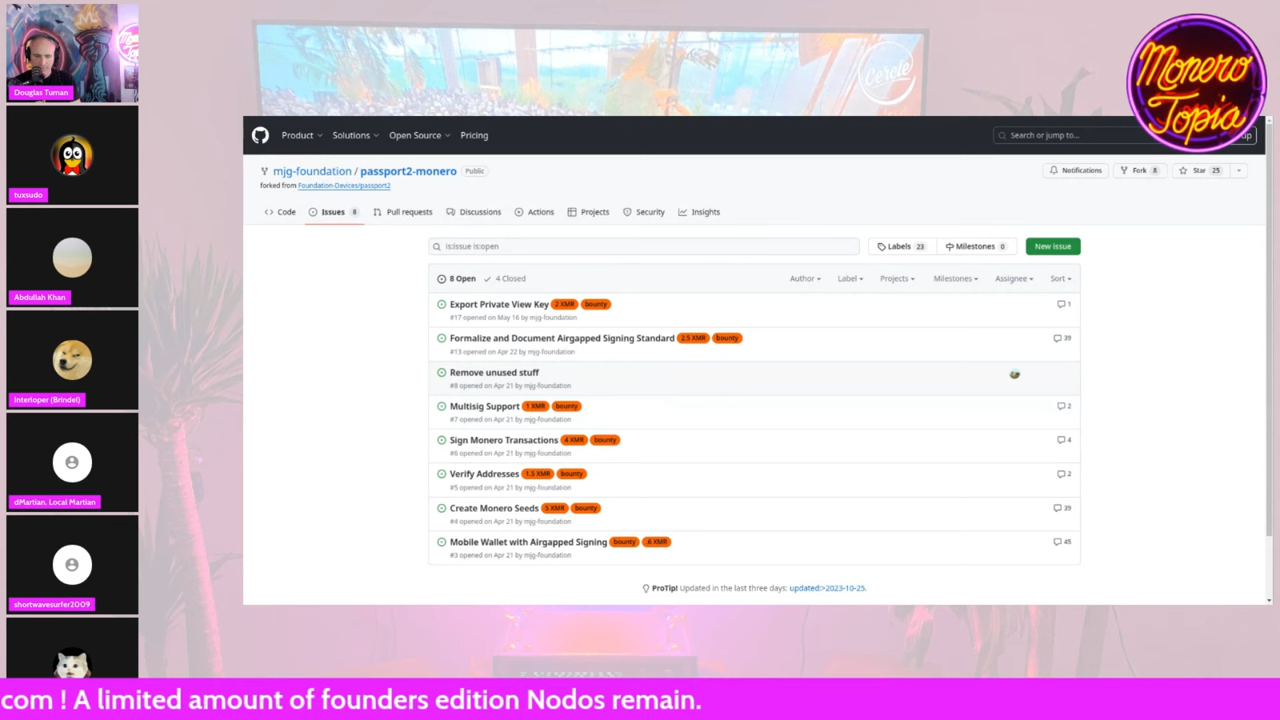 Douglas Tuman
tuxsudo
Abdullah Khan
Interloper (Brindel)
dMartian, Local Martian
shortwavesurfer2009
Cercle
Monero
Topia
Product Solutions Open Source Pricing
Search or jump to...
up
mjg-foundation / passport2-monero Public
forked from Foundation-Devices/passport2
Notifications Fork 8 Star 25
Code Issues 8 Pull requests Discussions Actions Projects Security Insights
is:issue is:open
Labels 23 Milestones 0 New issue
8 Open 4 Closed Author Label Projects Milestones Assignee Sort
Export Private View Key 2 XMR bounty 1
#17 opened on May 16 by mjg-foundation
Formalize and Document Airgapped Signing Standard 2.5 XMR bounty 39
#13 opened on Apr 22 by mjg-foundation
Remove unused stuff
#8 opened on Apr 21 by mjg-foundation
Multisig Support 1 XMR bounty 2
#7 opened on Apr 21 by mjg-foundation
Sign Monero Transactions 4 XMR bounty 4
#6 opened on Apr 21 by mjg-foundation
Verify Addresses 1.5 XMR bounty 2
#5 opened on Apr 21 by mjg-foundation
Create Monero Seeds 5 XMR bounty 39
#4 opened on Apr 21 by mjg-foundation
Mobile Wallet with Airgapped Signing bounty .6 XMR 45
#3 opened on Apr 21 by mjg-foundation
ProTip! Updated in the last three days: updated:>2023-10-25.
com ! A limited amount of founders edition Nodos remain.